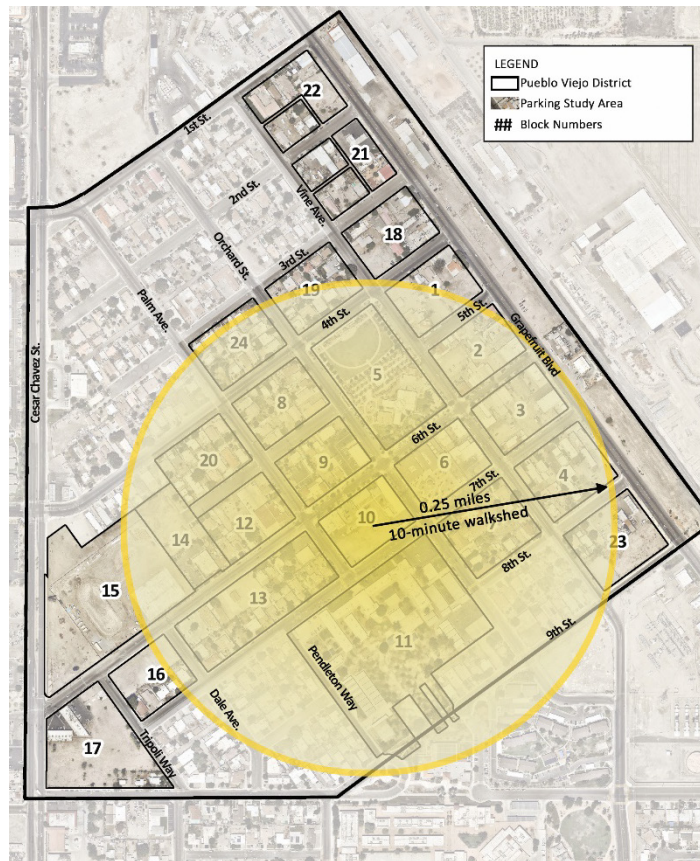 LEGEND
Pueblo Viejo District
Parking Study Area
## Block Numbers
22
1st St.
21
2nd St.
Vine Ave.
18
Orchard St.
3rd St.
19
1
5th St.
4th St.
Palm Ave.
24
Grapefruit Blvd
Cesar Chavez St.
2
5
8
3
6th St.
20
9
6
4
7th St.
0.25 miles
10
12
10-minute walkshed
7
14
23
8th St.
15
13
9th St.
11
16
Pendleton Way
Dale Ave.
17
Tripoli Way